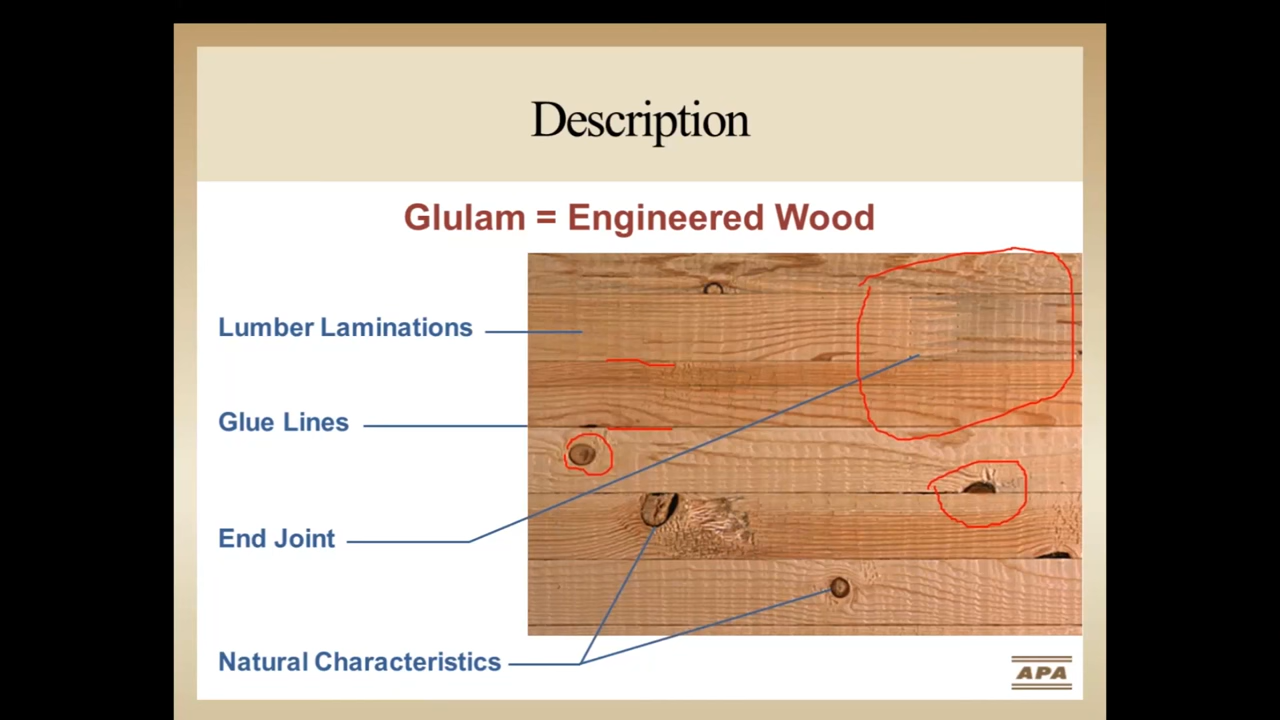 Description
Glulam = Engineered Wood
Lumber Laminations
Glue Lines
End Joint
Natural Characteristics
APA